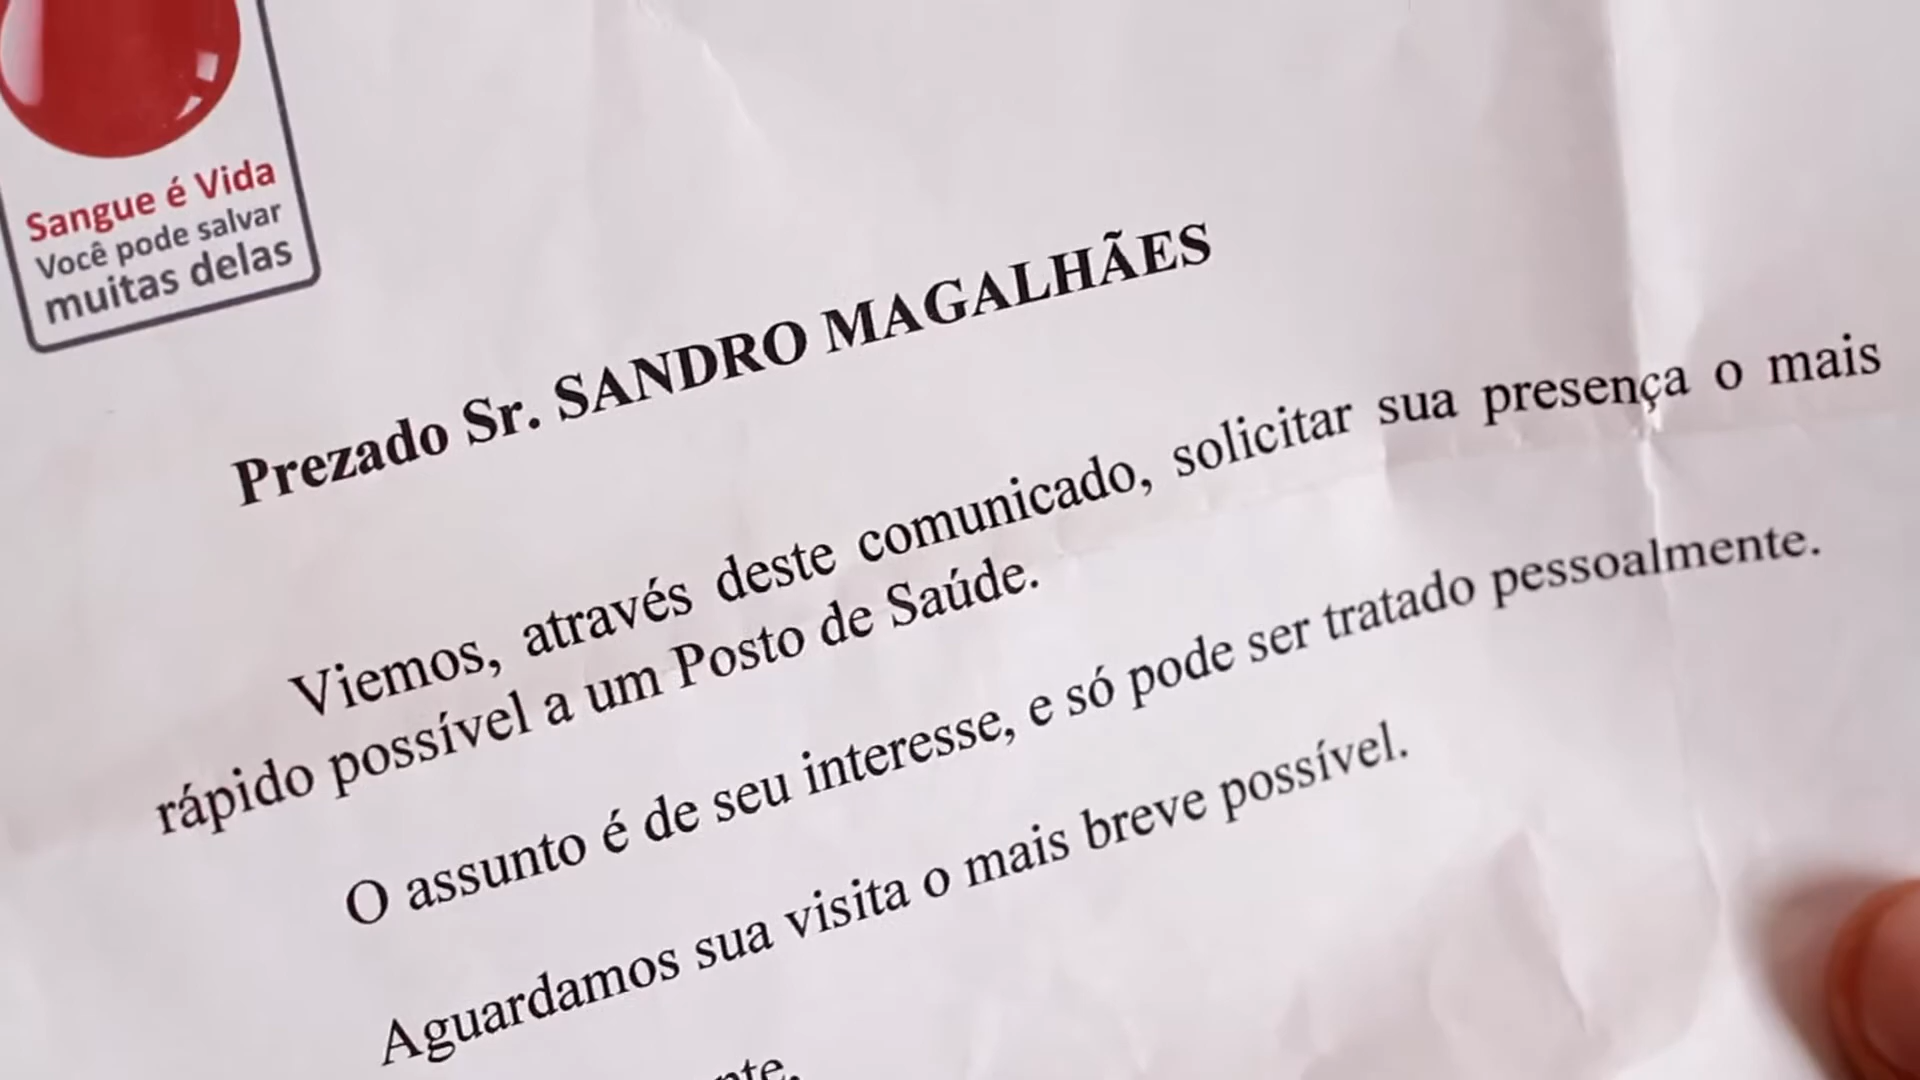 Sangue é Vida
Você pode salvar
muitas delas
Prezado Sr. SANDRO MAGALHÃES
Viemos, através deste comunicado, solicitar sua presença o mais
rápido possível a um Posto de Saúde.
O assunto é de seu interesse, e só pode ser tratado pessoalmente.
Aguardamos sua visita o mais breve possível.